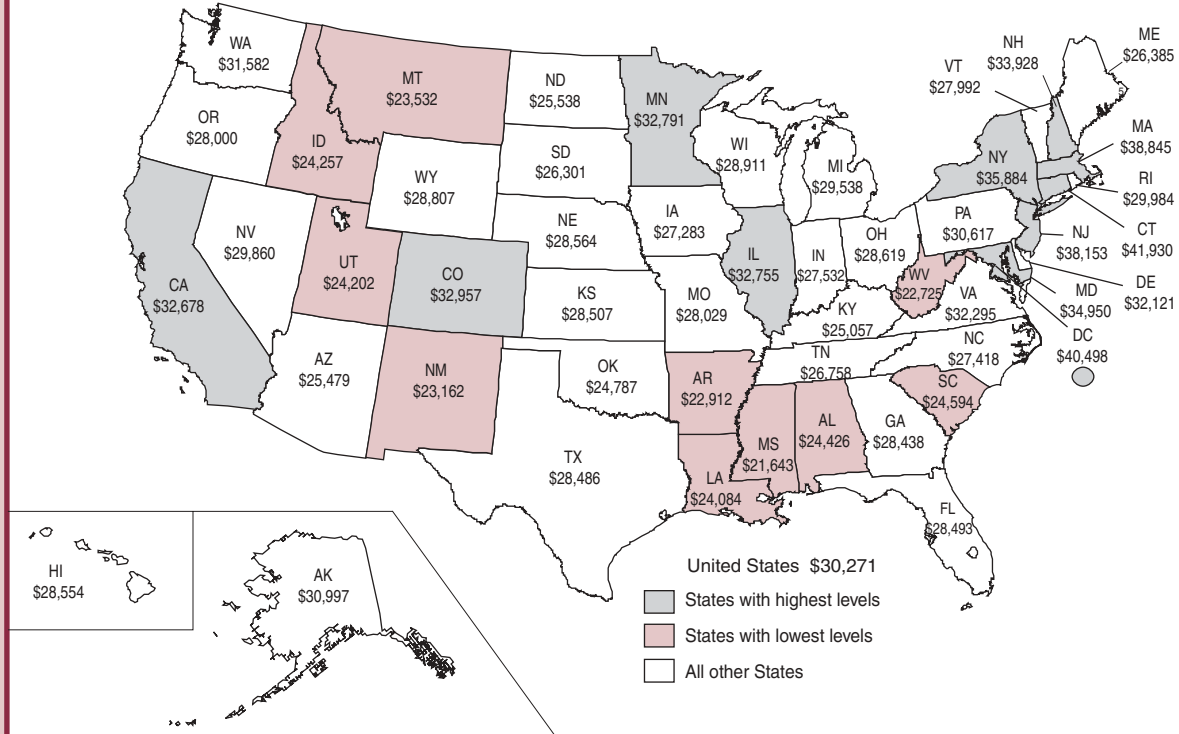 WA
$31,582
OR
$28,000
CA
$32,678
NV
$29,860
ID
$24,257
MT
$23,532
WY
$28,807
UT
$24,202
CO
$32,957
AZ
$25,479
NM
$23,162
ND
$25,538
SD
$26,301
NE
$28,564
KS
$28,507
OK
$24,787
TX
$28,486
MN
$32,791
IA
$27,283
MO
$28,029
AR
$22,912
LA
$24,084
WI
$28,911
IL
$32,755
MI
$29,538
IN
$27,532
OH
$28,619
KY
$25,057
TN
$26,758
MS
$21,643
AL
$24,426
GA
$28,438
FL
$28,493
SC
$24,594
NC
$27,418
VA
$32,295
WV
$22,725
PA
$30,617
NY
$35,884
VT
$27,992
NH
$33,928
ME
$26,385
MA
$38,845
RI
$29,984
CT
$41,930
NJ
$38,153
DE
$32,121
MD
$34,950
DC
$40,498
HI
$28,554
AK
$30,997
United States $30,271
States with highest levels
States with lowest levels
All other States